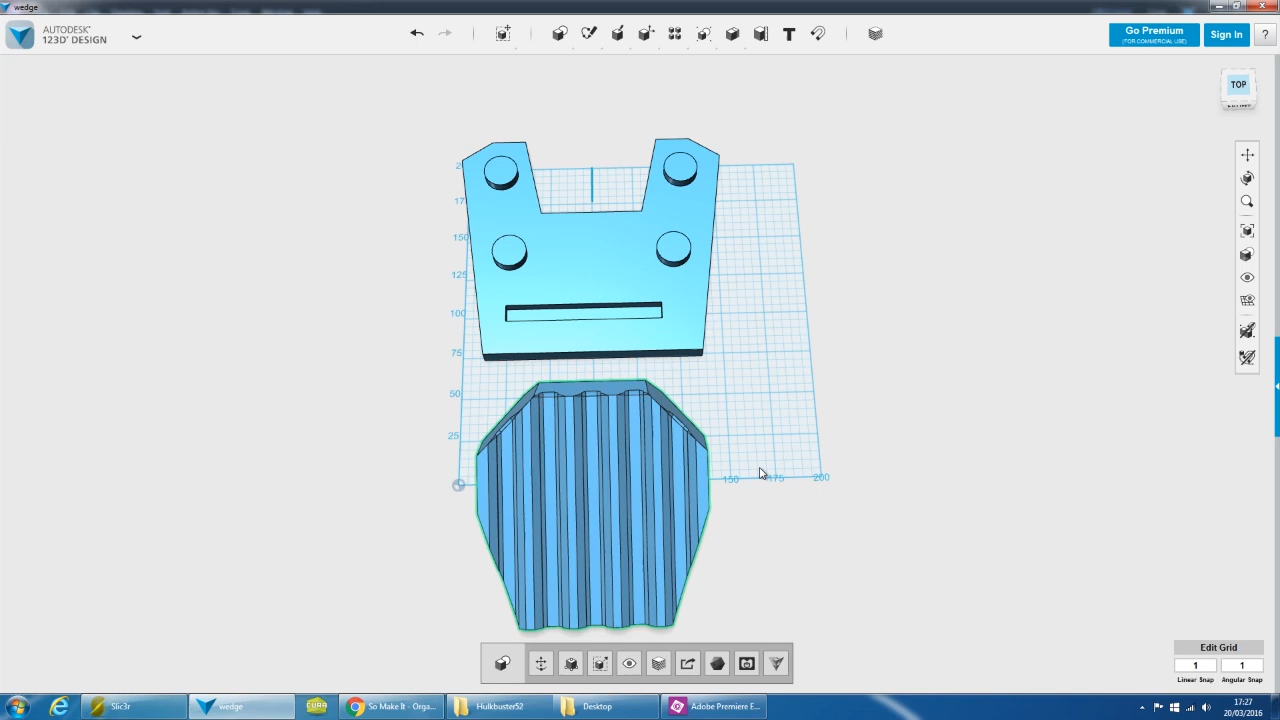 wedge
AUTODESK®
123D® DESIGN
T
Go Premium
(FOR COMMERCIAL USE)
Sign In
?
TOP
150
125
100
75
50
25
150
175
200
Edit Grid
1
1
Linear Snap
Angular Snap
Slic3r
wedge
CURA
So Make It - Orga...
Hulkbuster52
Desktop
Adobe Premiere E...
17:27
20/03/2016